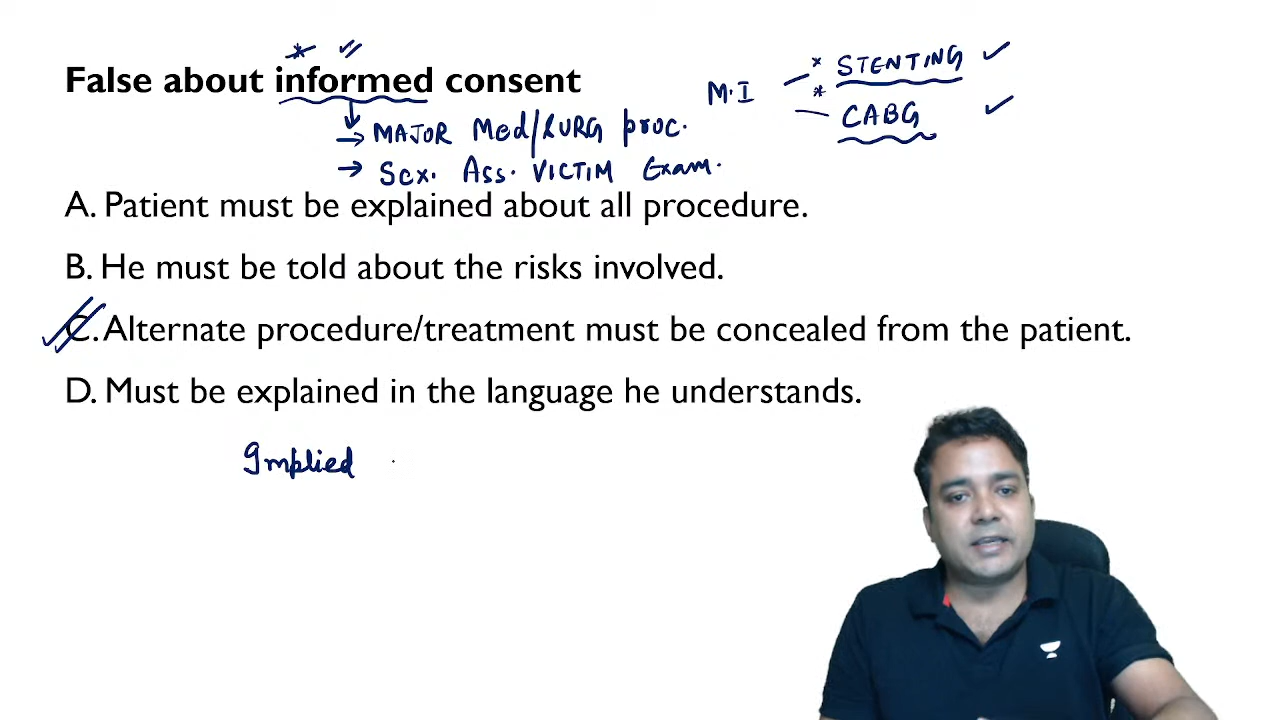 False about informed consent
M.I
STENTING
CABG
→ MAJOR Med/SURG proc.
→ Sex. Ass. VICTIM Exam.
A. Patient must be explained about all procedure.
B. He must be told about the risks involved.
C. Alternate procedure/treatment must be concealed from the patient.
D. Must be explained in the language he understands.
Implied